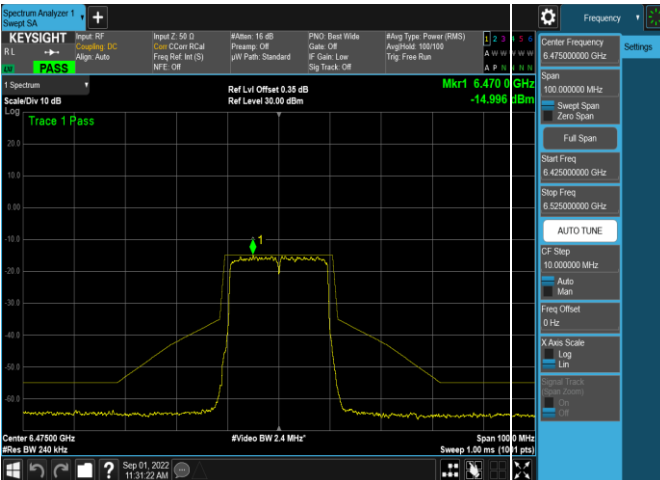 Spectrum Analyzer 1
Swept SA
+
Frequency
KEYSIGHT
RL
LNI
PASS
Input: RF
Coupling: DC
Align: Auto
Input Z: 50 Ω
Corr CCorr RCal
Freq Ref: Int (S)
NFE: Off
#Atten: 16 dB
Preamp: Off
µW Path: Standard
PNO: Best Wide
Gate: Off
IF Gain: Low
Sig Track: Off
#Avg Type: Power (RMS)
Avg|Hold: 100/100
Trig: Free Run
1 2 3 4 5 6
A W W W W W
A P N N N N
1 Spectrum
Scale/Div 10 dB
Log
Ref Lvl Offset 0.35 dB
Ref Level 30.00 dBm
Mkr1 6.470 0 GHz
-14.996 dBm
Trace 1 Pass
20.0
10.0
0.00
-10.0
-20.0
-30.0
-40.0
-50.0
-60.0
1
Center 6.47500 GHz
#Res BW 240 kHz
#Video BW 2.4 MHz*
Span 100.0 MHz
Sweep 1.00 ms (1001 pts)
?
Sep 01, 2022
11:31:22 AM
Center Frequency
6.475000000 GHz
Settings
Span
100.000000 MHz
Swept Span
Zero Span
Full Span
Start Freq
6.425000000 GHz
Stop Freq
6.525000000 GHz
AUTO TUNE
CF Step
10.000000 MHz
Auto
Man
Freq Offset
0 Hz
X Axis Scale
Log
Lin
Signal Track
(Span Zoom)
On
Off